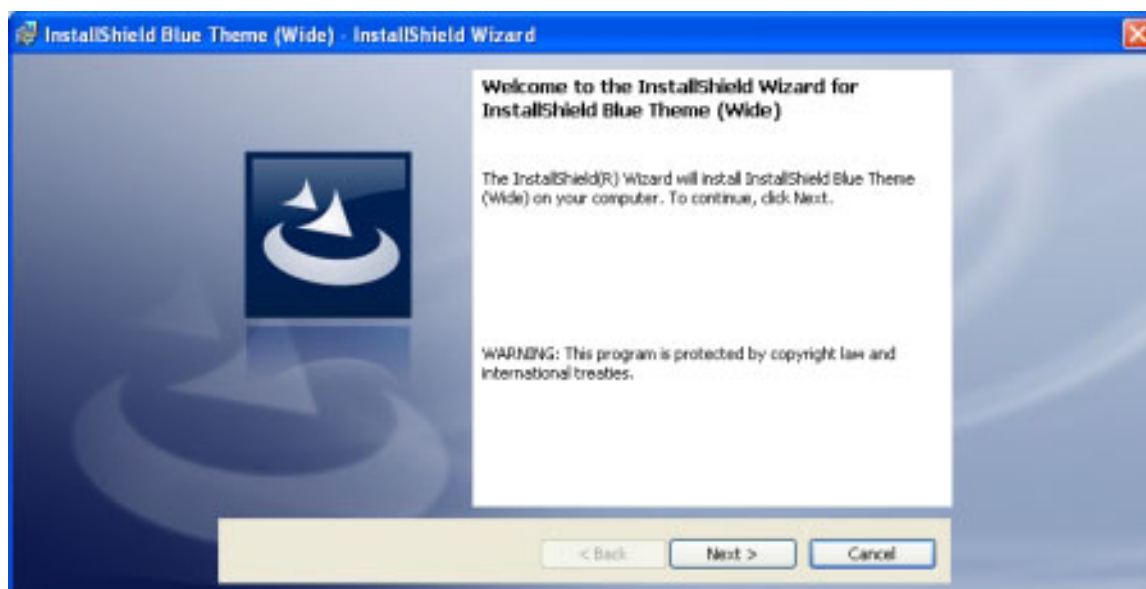 InstallShield Blue Theme (Wide) - InstallShield Wizard
Welcome to the InstallShield Wizard for
InstallShield Blue Theme (Wide)
The InstallShield(R) Wizard will install InstallShield Blue Theme
(Wide) on your computer. To continue, click Next.
WARNING: This program is protected by copyright law and
international treaties.
< Back Next > Cancel